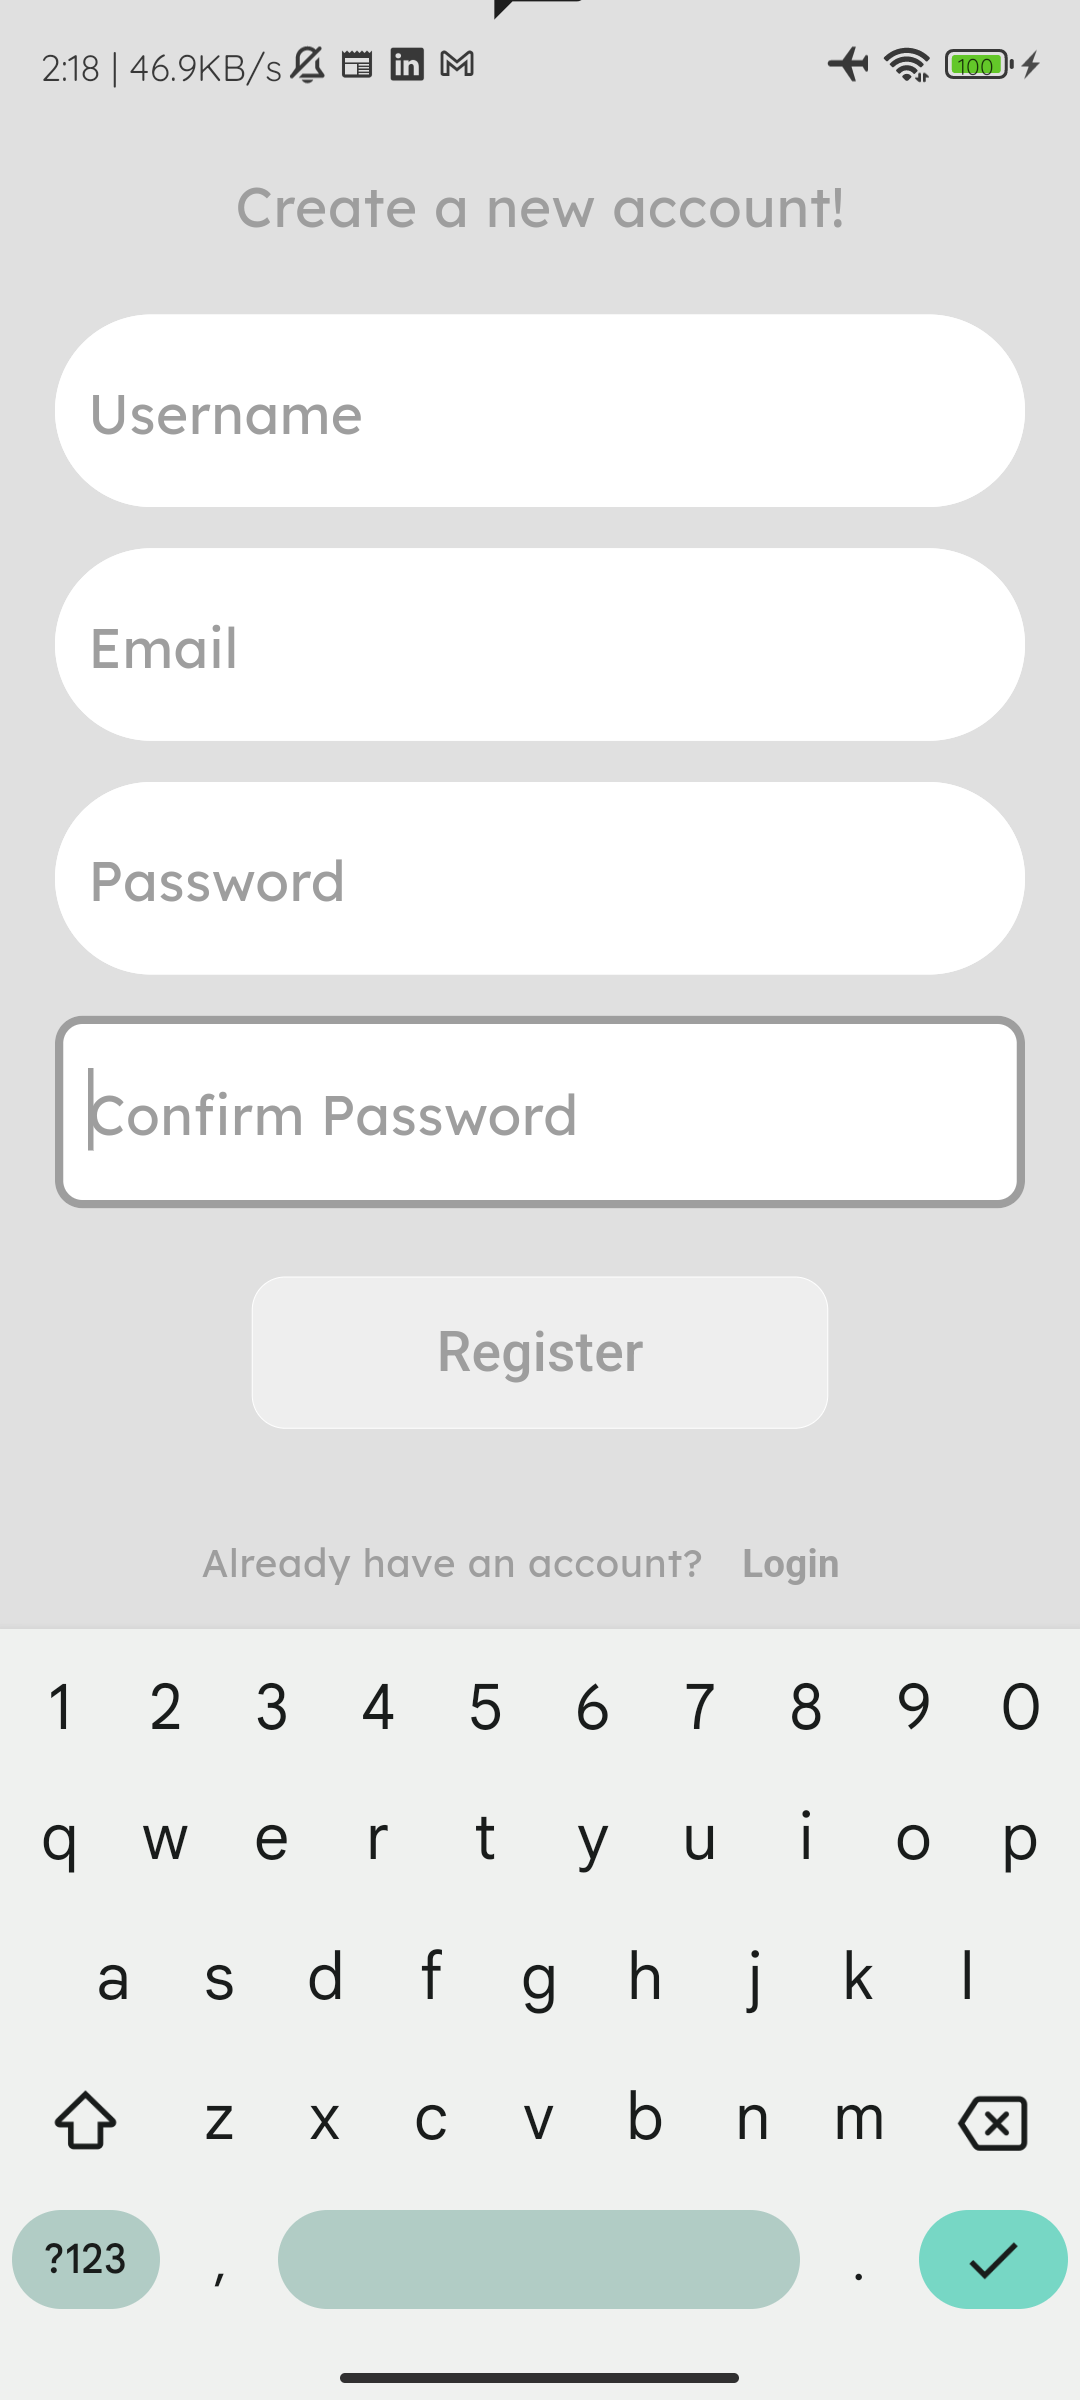 2:18 | 46.9KB/s in 100
Create a new account!
Username
Email
Password
Confirm Password
Register
Already have an account? Login
1 2 3 4 5 6 7 8 9 0
q w e r t y u i o p
a s d f g h j k l
z x c v b n m
?123 , .